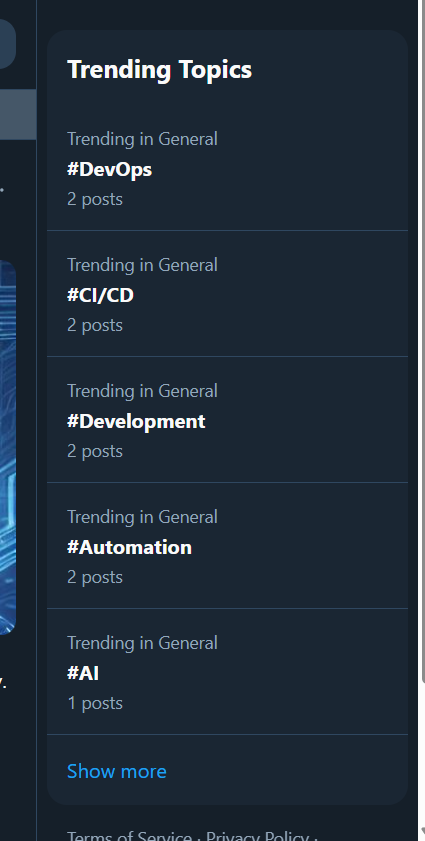 Trending Topics
Trending in General
#DevOps
2 posts
Trending in General
#CI/CD
2 posts
Trending in General
#Development
2 posts
Trending in General
#Automation
2 posts
Trending in General
#AI
1 posts
Show more
Terms of Service · Privacy Policy ·